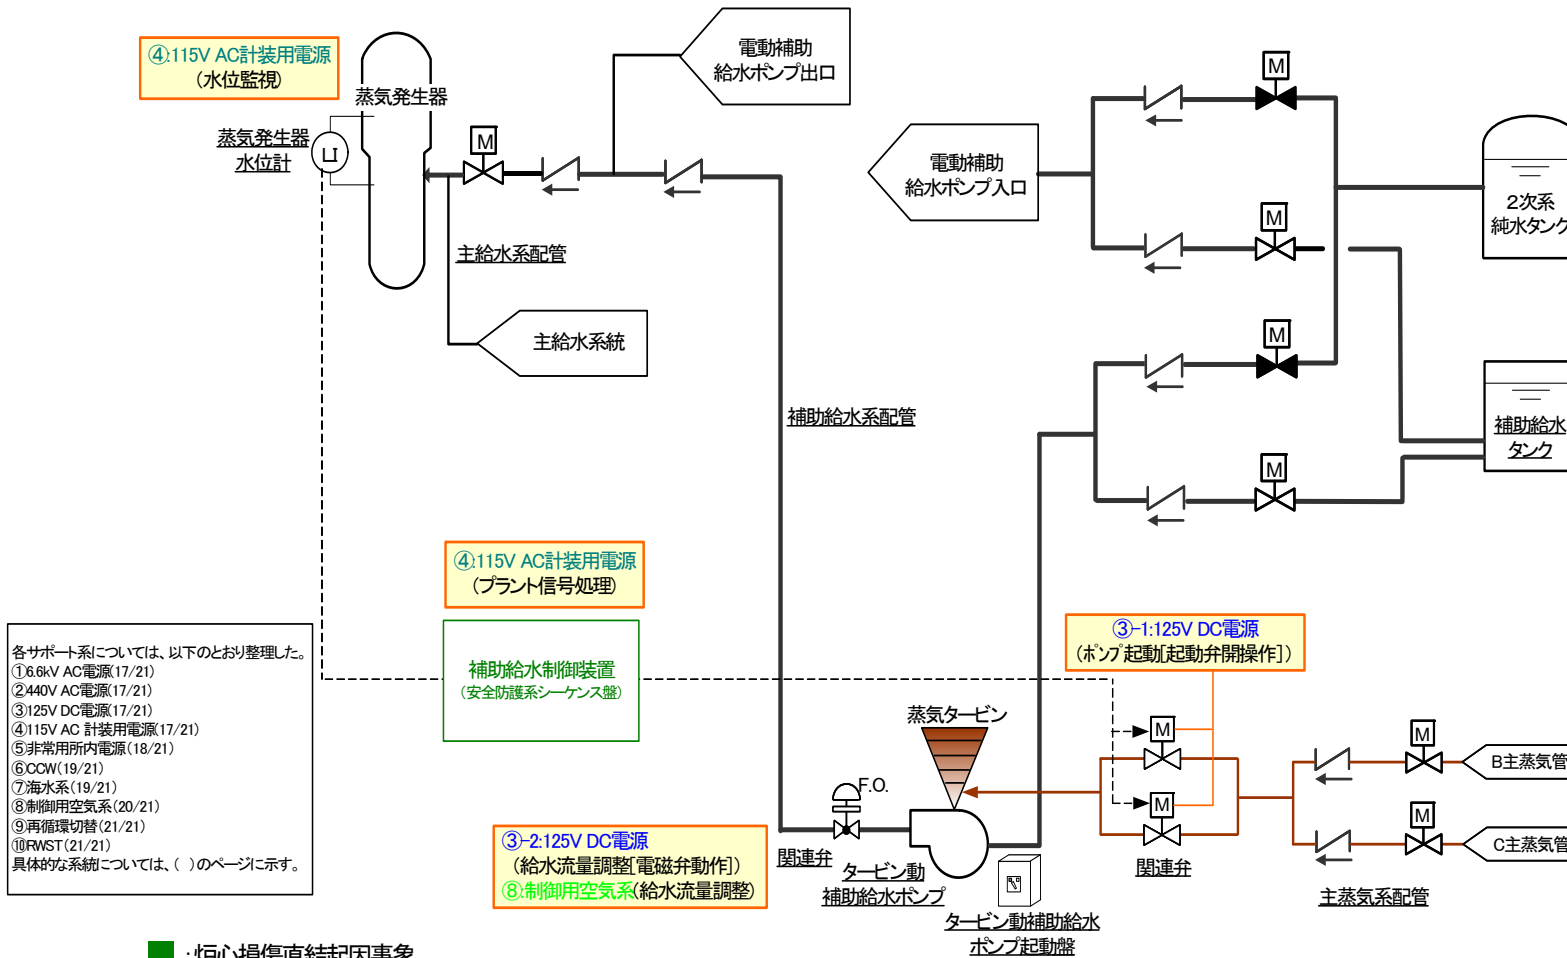 ④:115V AC計装用電源
(水位監視)
蒸気発生器
蒸気発生器
水位計
LI
M
主給水系配管
主給水系統
電動補助
給水ポンプ出口
電動補助
給水ポンプ入口
M
M
M
M
2次系
純水タンク
補助給水
タンク
補助給水系配管
④:115V AC計装用電源
(プラント信号処理)
補助給水制御装置
(安全防護系シーケンス盤)
③-1:125V DC電源
(ポンプ起動[起動弁開操作])
各サポート系については、以下のとおり整理した。
①6.6kV AC電源(17/21)
②440V AC電源(17/21)
③125V DC電源(17/21)
④115V AC 計装用電源(17/21)
⑤非常用所内電源(18/21)
⑥CCW(19/21)
⑦海水系(19/21)
⑧制御用空気系(20/21)
⑨再循環切替(21/21)
⑩RWST(21/21)
具体的な系統については、( )のページに示す。
蒸気タービン
F.O.
関連弁
タービン動
補助給水ポンプ
③-2:125V DC電源
(給水流量調整[電磁弁動作])
⑧:制御用空気系(給水流量調整)
タービン動補助給水
ポンプ起動盤
M
M
関連弁
M
M
B主蒸気管
C主蒸気管
主蒸気系配管
:炉心損傷直結起因事象